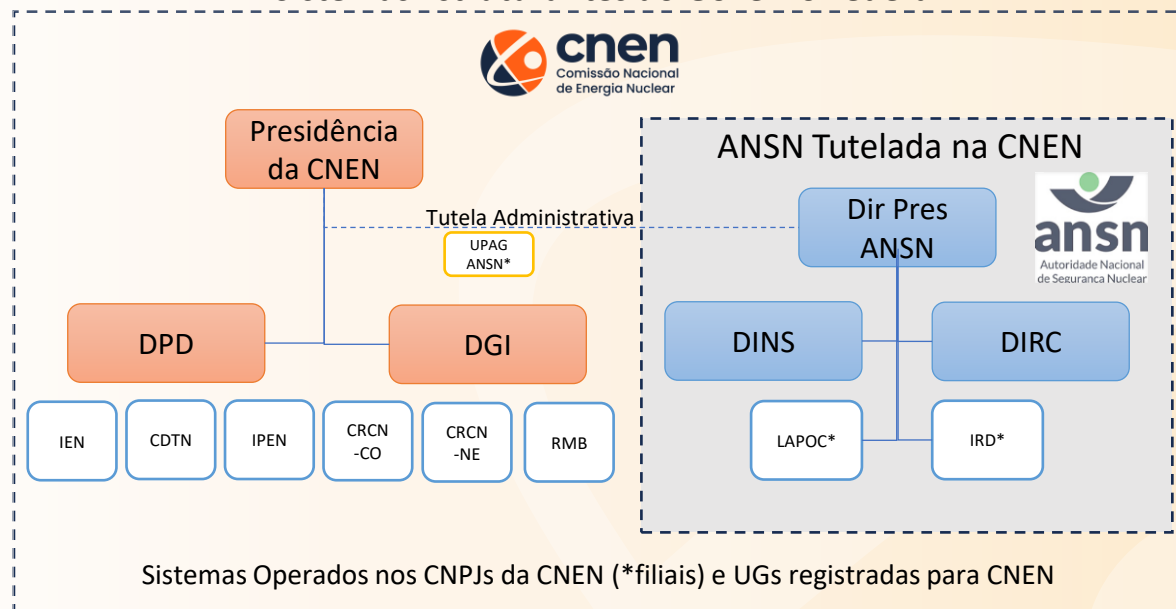 cnen
Comissão Nacional
de Energia Nuclear
Presidência
da CNEN
ANSN Tutelada na CNEN
Tutela Administrativa
UPAG
ANSN*
Dir Pres
ANSN
ansn
Autoridade Nacional
de Segurança Nuclear
DPD
DGI
DINS
DIRC
IEN
CDTN
IPEN
CRCN
-CO
CRCN
-NE
RMB
LAPOC*
IRD*
Sistemas Operados nos CNPJs da CNEN (*filiais) e UGs registradas para CNEN